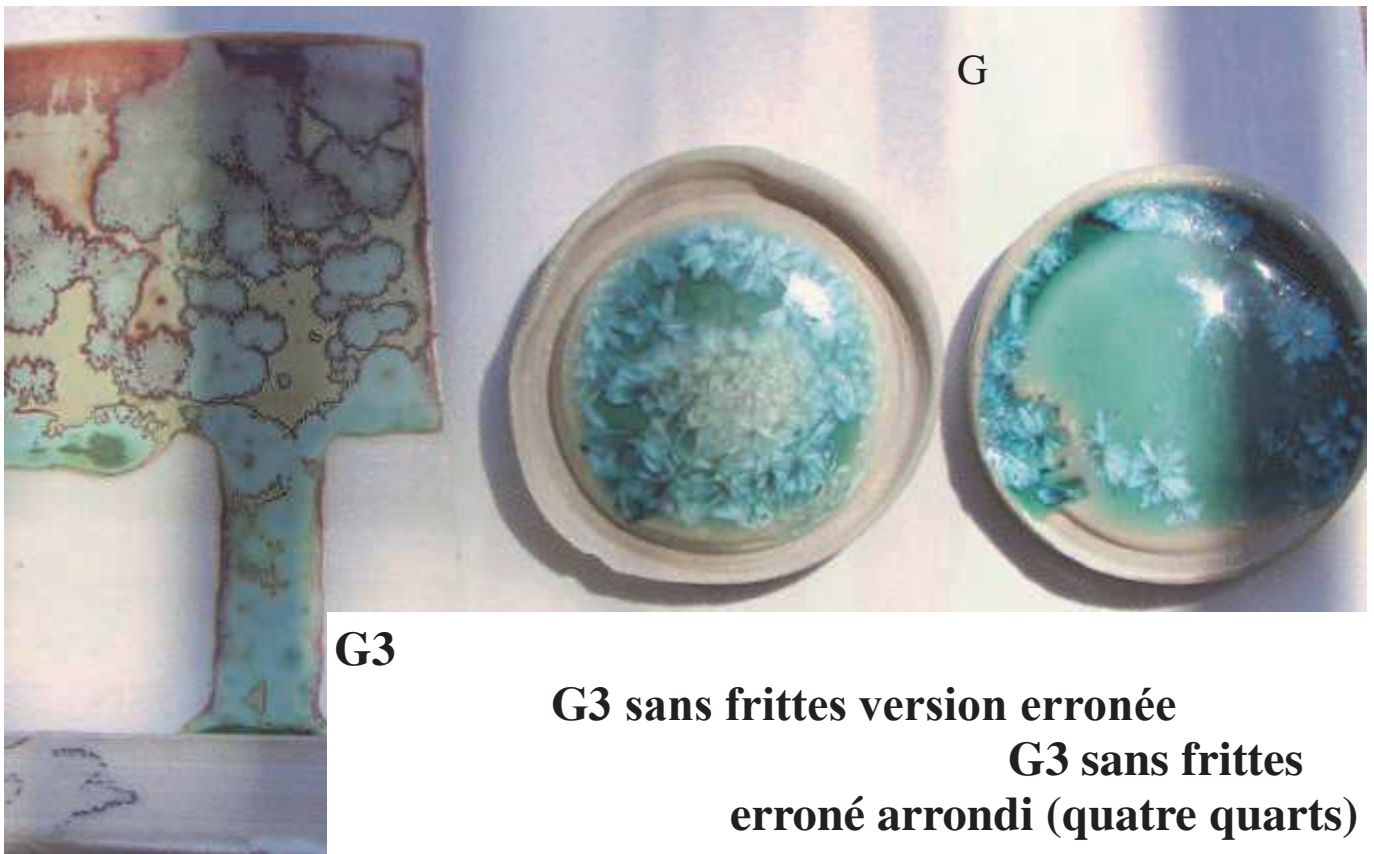 G
G3
G3 sans frittes version erronée
G3 sans frittes
erroné arrondi (quatre quarts)